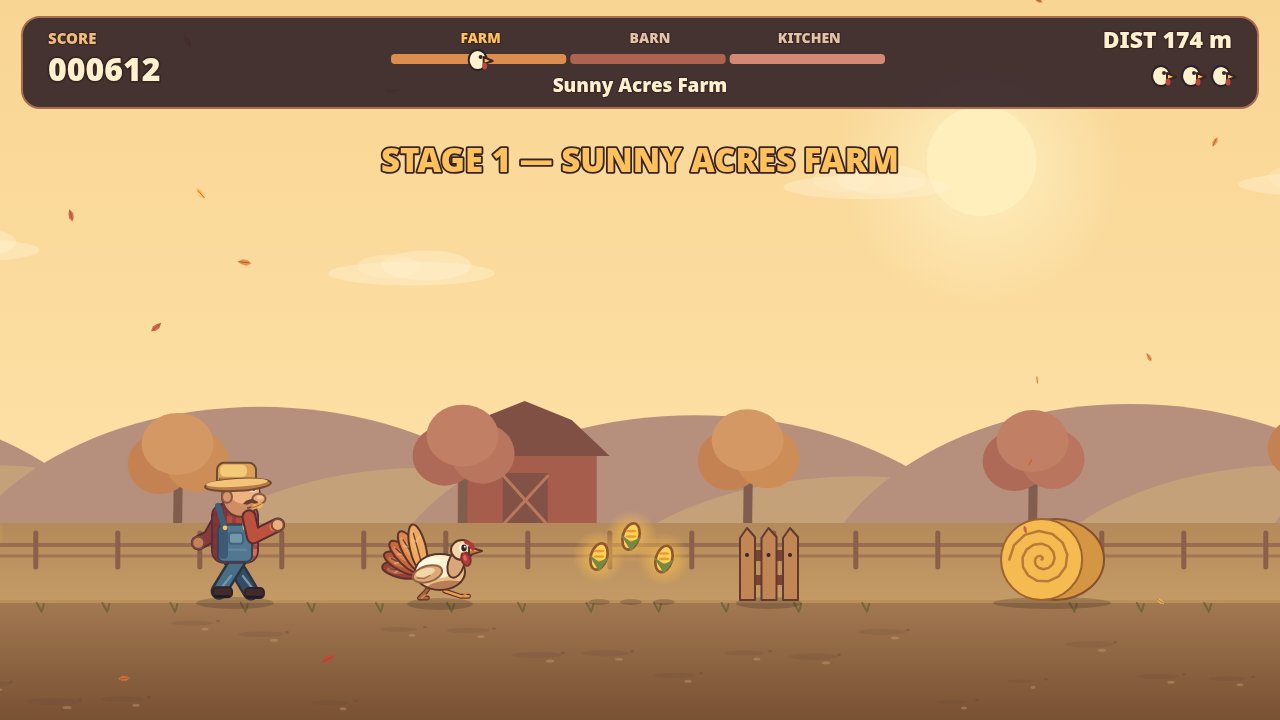 SCORE
000612
FARM
BARN
KITCHEN
Sunny Acres Farm
DIST 174 m
STAGE 1 — SUNNY ACRES FARM